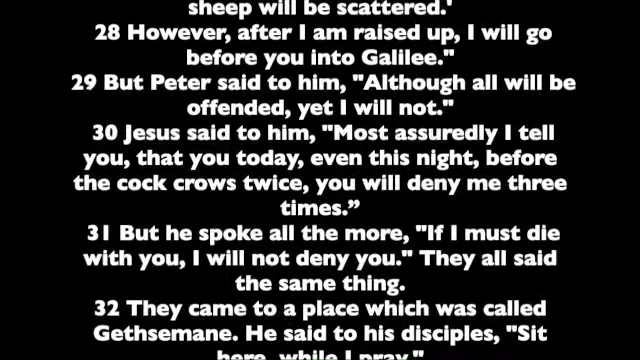 sheep will be scattered.'
28 However, after I am raised up, I will go
before you into Galilee."
29 But Peter said to him, "Although all will be
offended, yet I will not."
30 Jesus said to him, "Most assuredly I tell
you, that you today, even this night, before
the cock crows twice, you will deny me three
times.”
31 But he spoke all the more, "If I must die
with you, I will not deny you." They all said
the same thing.
32 They came to a place which was called
Gethsemane. He said to his disciples, "Sit
here, while I pray."